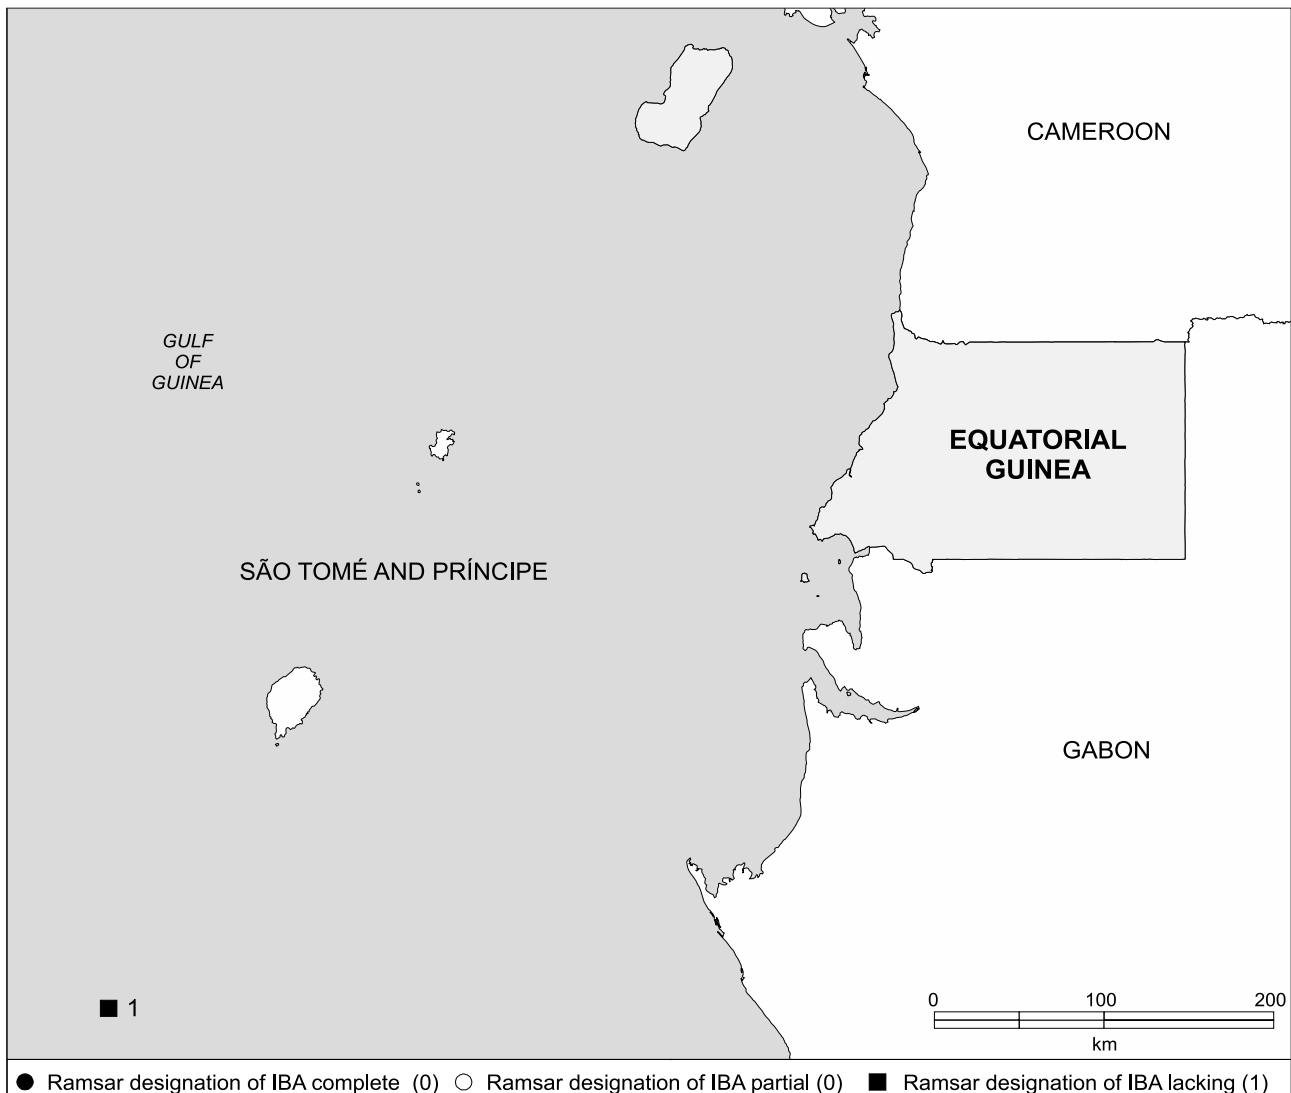 CAMEROON
GULF
OF
GUINEA
EQUATORIAL
GUINEA
SÃO TOMÉ AND PRÍNCIPE
GABON
1
0 100 200
km
Ramsar designation of IBA complete (0) Ramsar designation of IBA partial (0) Ramsar designation of IBA lacking (1)